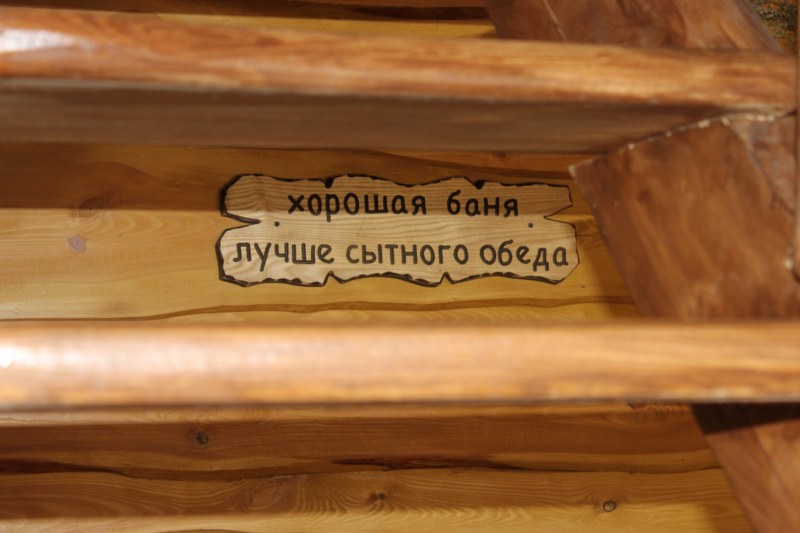 хорошая баня
лучше сытного обеда